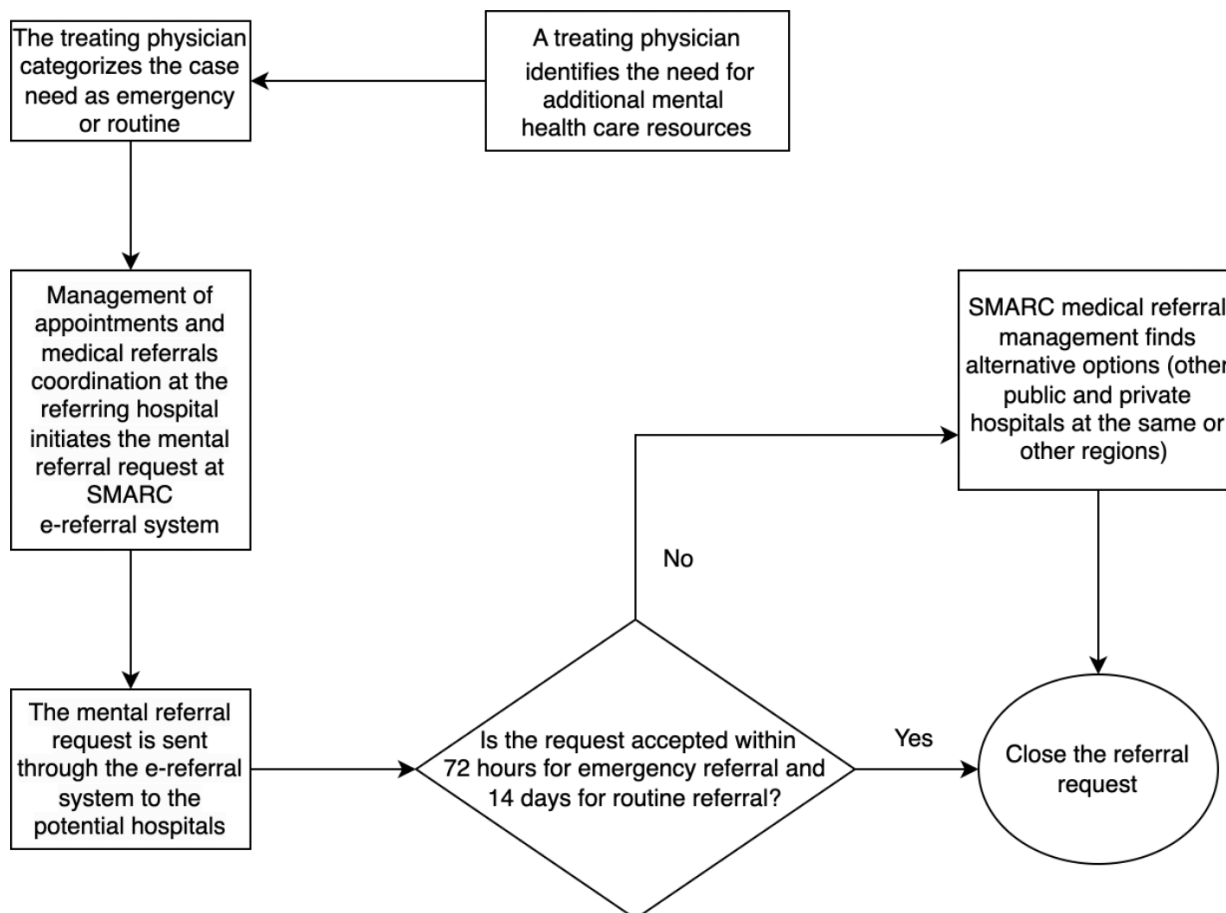 A treating physician
identifies the need for
additional mental
health care resources
The treating physician
categorizes the case
need as emergency
or routine
Management of
appointments and
medical referrals
coordination at the
referring hospital
initiates the mental
referral request at
SMARC
e-referral system
The mental referral
request is sent
through the e-referral
system to the
potential hospitals
Is the request accepted within
72 hours for emergency referral and
14 days for routine referral?
No
SMARC medical referral
management finds
alternative options (other
public and private
hospitals at the same or
other regions)
Yes
Close the referral
request